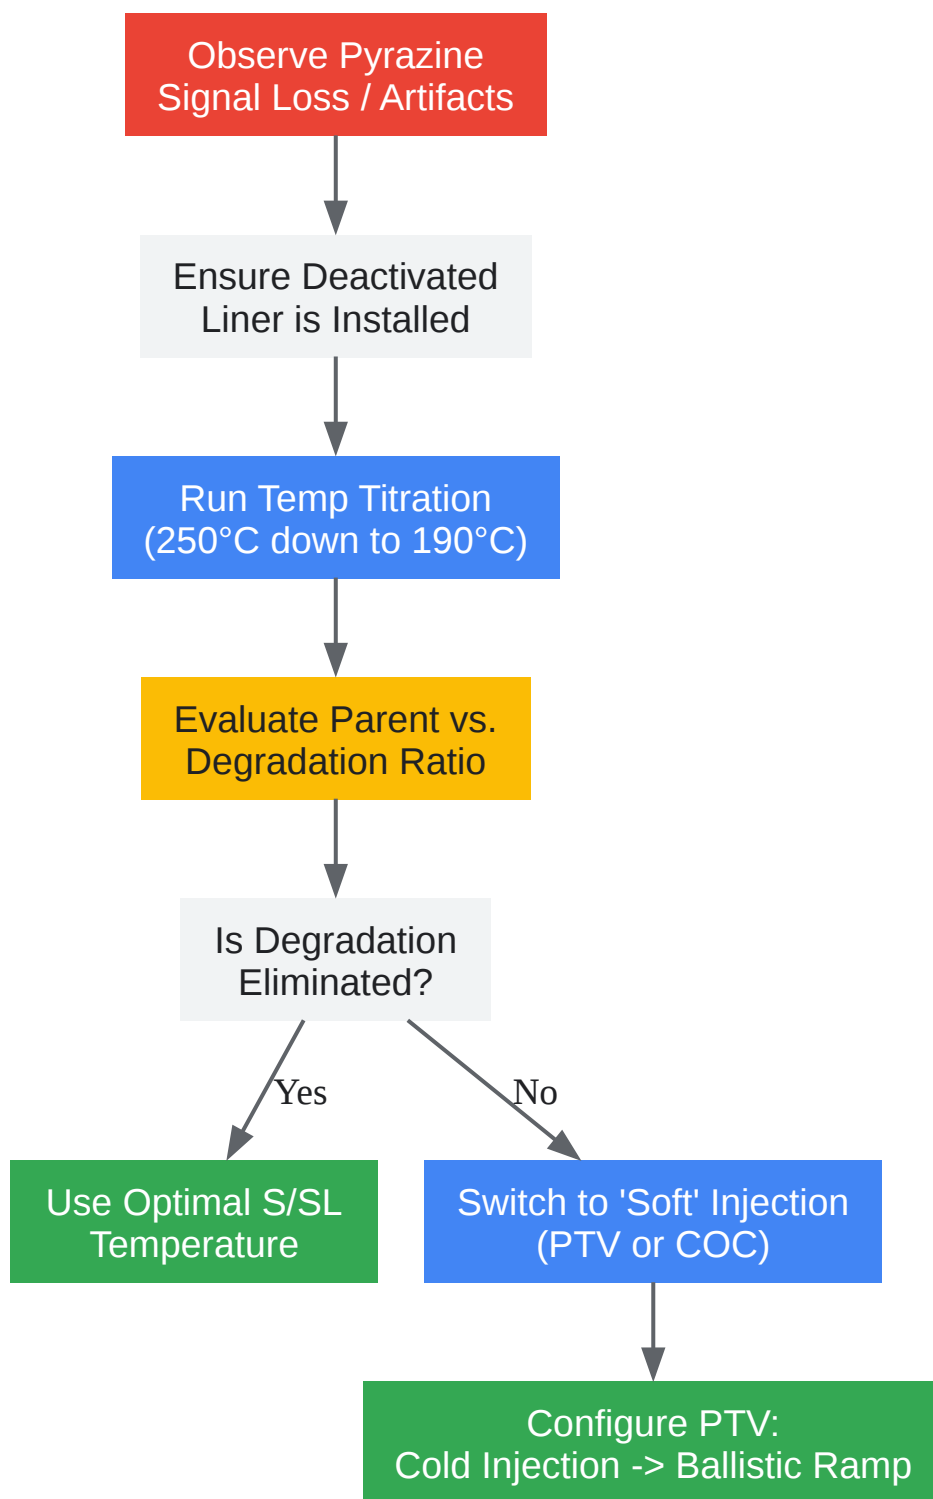 Observe Pyrazine
Signal Loss / Artifacts
Ensure Deactivated
Liner is Installed
Run Temp Titration
(250°C down to 190°C)
Evaluate Parent vs.
Degradation Ratio
Is Degradation
Eliminated?
Yes
No
Use Optimal S/SL
Temperature
Switch to 'Soft' Injection
(PTV or COC)
Configure PTV:
Cold Injection -> Ballistic Ramp